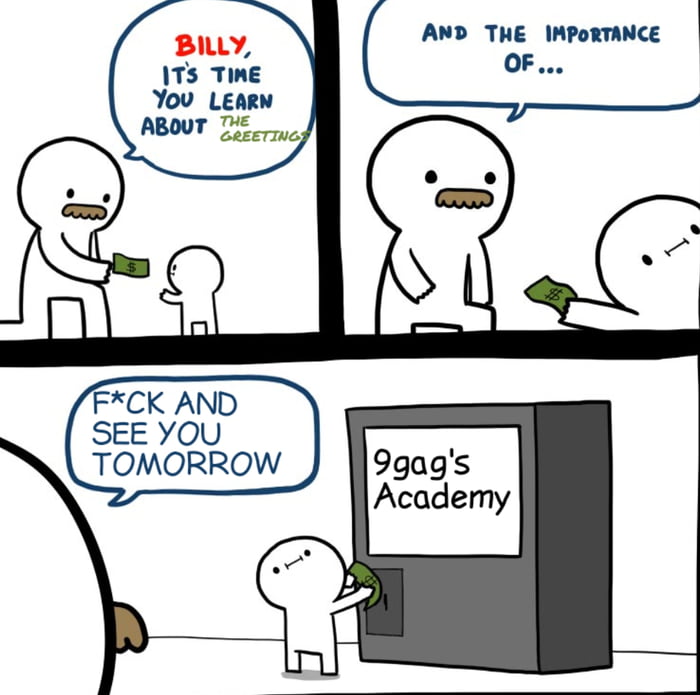 BILLY,
IT'S TIME
YOU LEARN
ABOUT THE
GREETINGS
AND THE IMPORTANCE
OF...
$
$
F*CK AND
SEE YOU
TOMORROW
9gag's
Academy
$